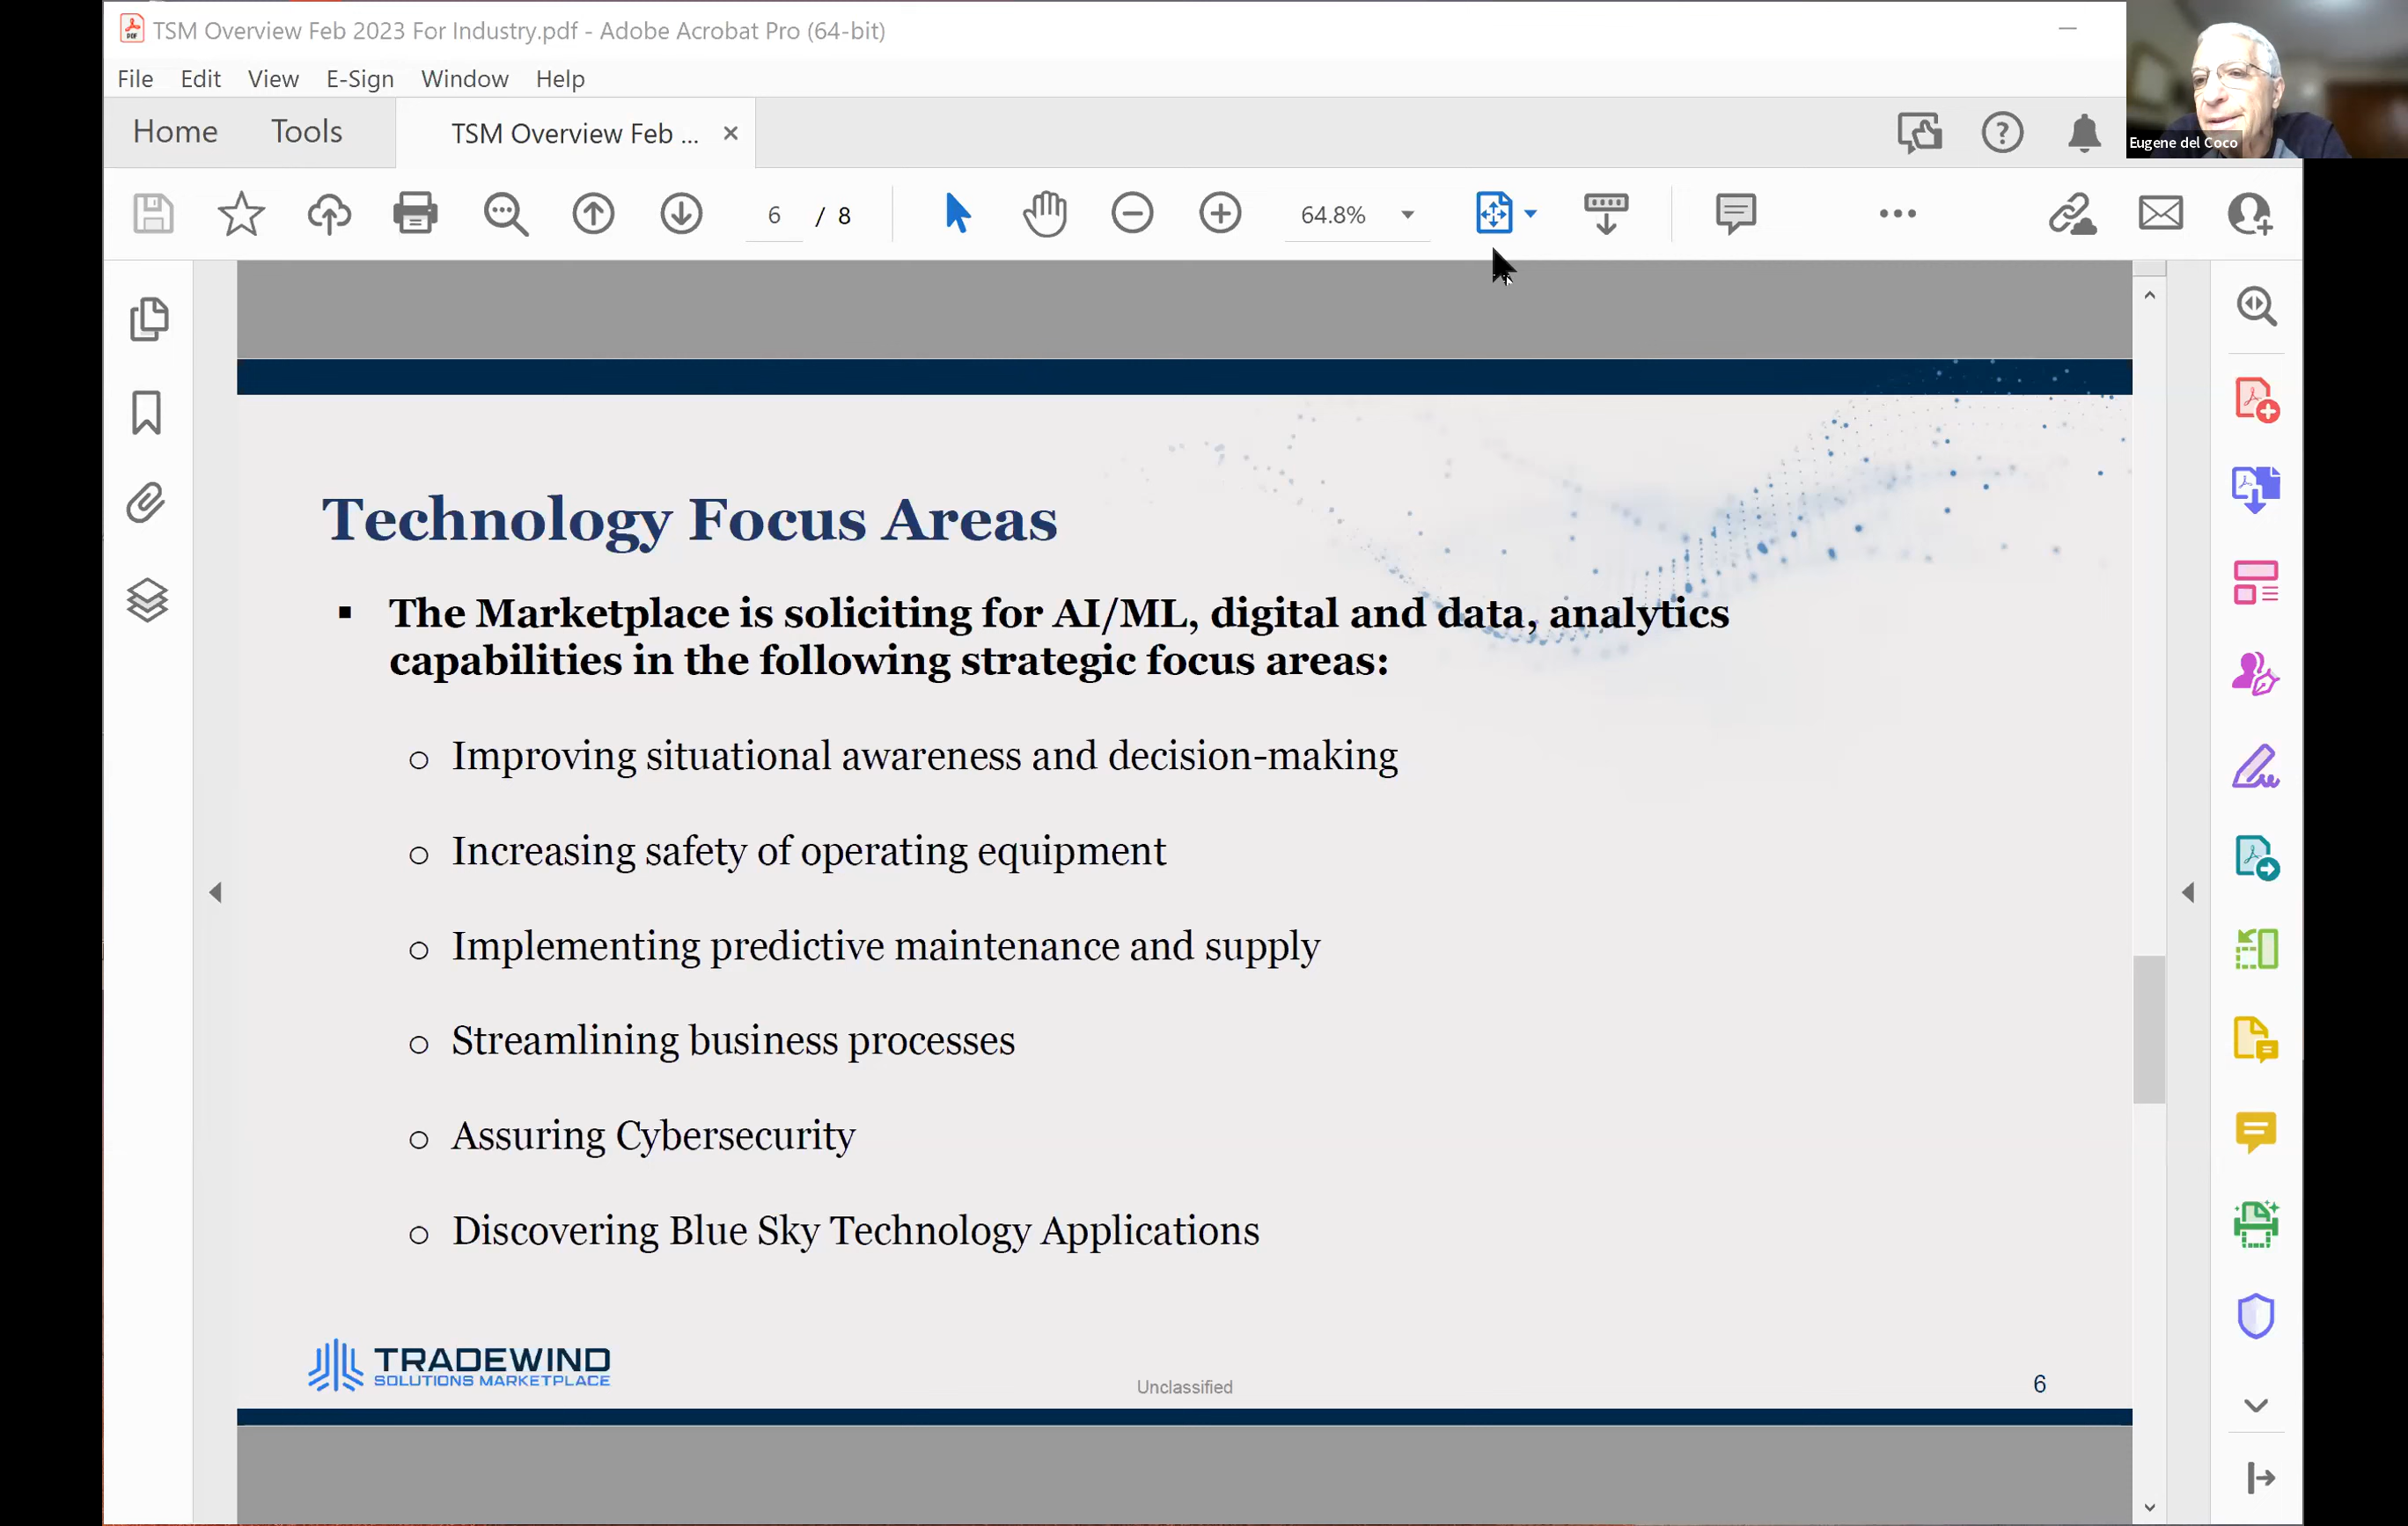 TSM Overview Feb 2023 For Industry.pdf - Adobe Acrobat Pro (64-bit)
File Edit View E-Sign Window Help
Home Tools TSM Overview Feb ... ×
Eugene del Coco
6 / 8 64.8%
Technology Focus Areas
▪ The Marketplace is soliciting for AI/ML, digital and data, analytics
capabilities in the following strategic focus areas:
o Improving situational awareness and decision-making
o Increasing safety of operating equipment
o Implementing predictive maintenance and supply
o Streamlining business processes
o Assuring Cybersecurity
o Discovering Blue Sky Technology Applications
TRADEWIND
SOLUTIONS MARKETPLACE
Unclassified
6